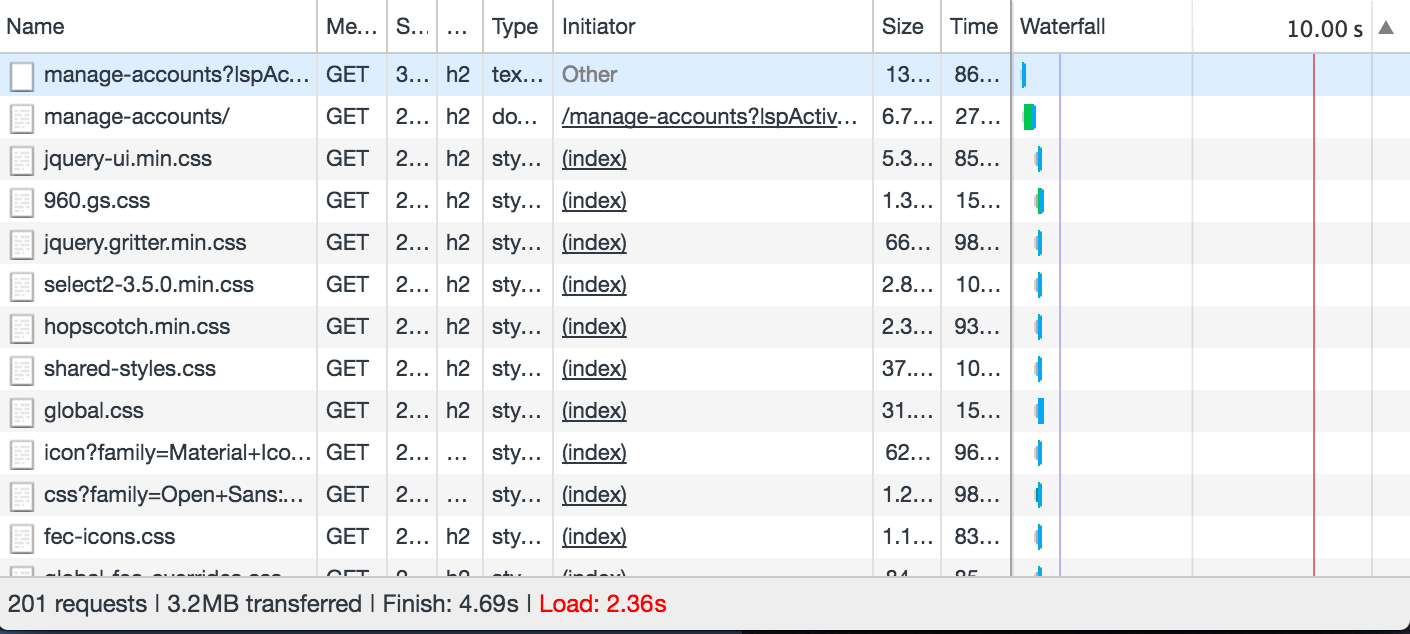 Name Me... S... ... Type Initiator Size Time Waterfall 10.00 s
manage-accounts?lspAc... GET 3... h2 tex... Other 13... 86...
manage-accounts/ GET 2... h2 do... /manage-accounts?lspActiv... 6.7... 27...
jquery-ui.min.css GET 2... h2 sty... (index) 5.3... 85...
960.gs.css GET 2... h2 sty... (index) 1.3... 15...
jquery.gritter.min.css GET 2... h2 sty... (index) 66... 98...
select2-3.5.0.min.css GET 2... h2 sty... (index) 2.8... 10...
hopscotch.min.css GET 2... h2 sty... (index) 2.3... 93...
shared-styles.css GET 2... h2 sty... (index) 37.... 10...
global.css GET 2... h2 sty... (index) 31.... 15...
icon?family=Material+Ico... GET 2... ... sty... (index) 62... 96...
css?family=Open+Sans:... GET 2... ... sty... (index) 1.2... 98...
fec-icons.css GET 2... h2 sty... (index) 1.1... 83...
global-fec-overrides.css GET 2... h2 sty... (index) 84... 85...
201 requests | 3.2MB transferred | Finish: 4.69s | Load: 2.36s